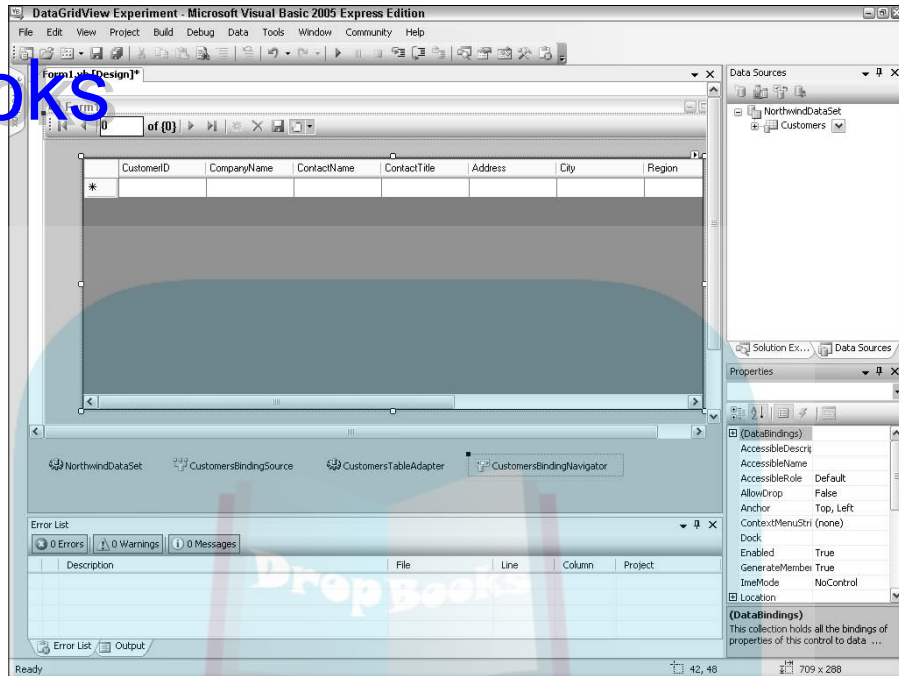 DataGridView Experiment - Microsoft Visual Basic 2005 Express Edition
File Edit View Project Build Debug Data Tools Window Community Help
Form1.vb [Design]*
oks
Form1
0 of {0}
CustomerID CompanyName ContactName ContactTitle Address City Region
NorthwindDataSet CustomersBindingSource CustomersTableAdapter CustomersBindingNavigator
Error List
0 Errors 0 Warnings 0 Messages
Description File Line Column Project
DropBooks
Error List Output
Data Sources
NorthwindDataSet
Customers
Solution Ex... Data Sources
Properties
(DataBindings)
AccessibleDescrip
AccessibleName
AccessibleRole Default
AllowDrop False
Anchor Top, Left
ContextMenuStri (none)
Dock
Enabled True
GenerateMember True
ImeMode NoControl
Location
(DataBindings)
This collection holds all the bindings of
properties of this control to data ...
Ready 42, 48 709 x 288